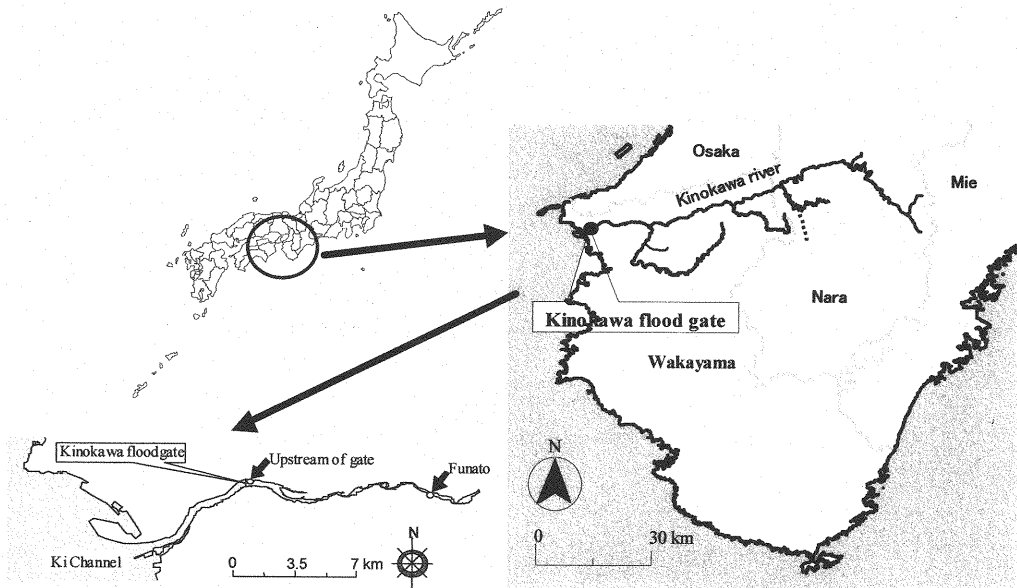 Osaka
Kinokawa river
Mie
Nara
Kinokawa flood gate
Wakayama
N
0 30 km
Kinokawa floodgate
Upstream of gate
Funato
Ki Channel
N
0 3.5 7 km